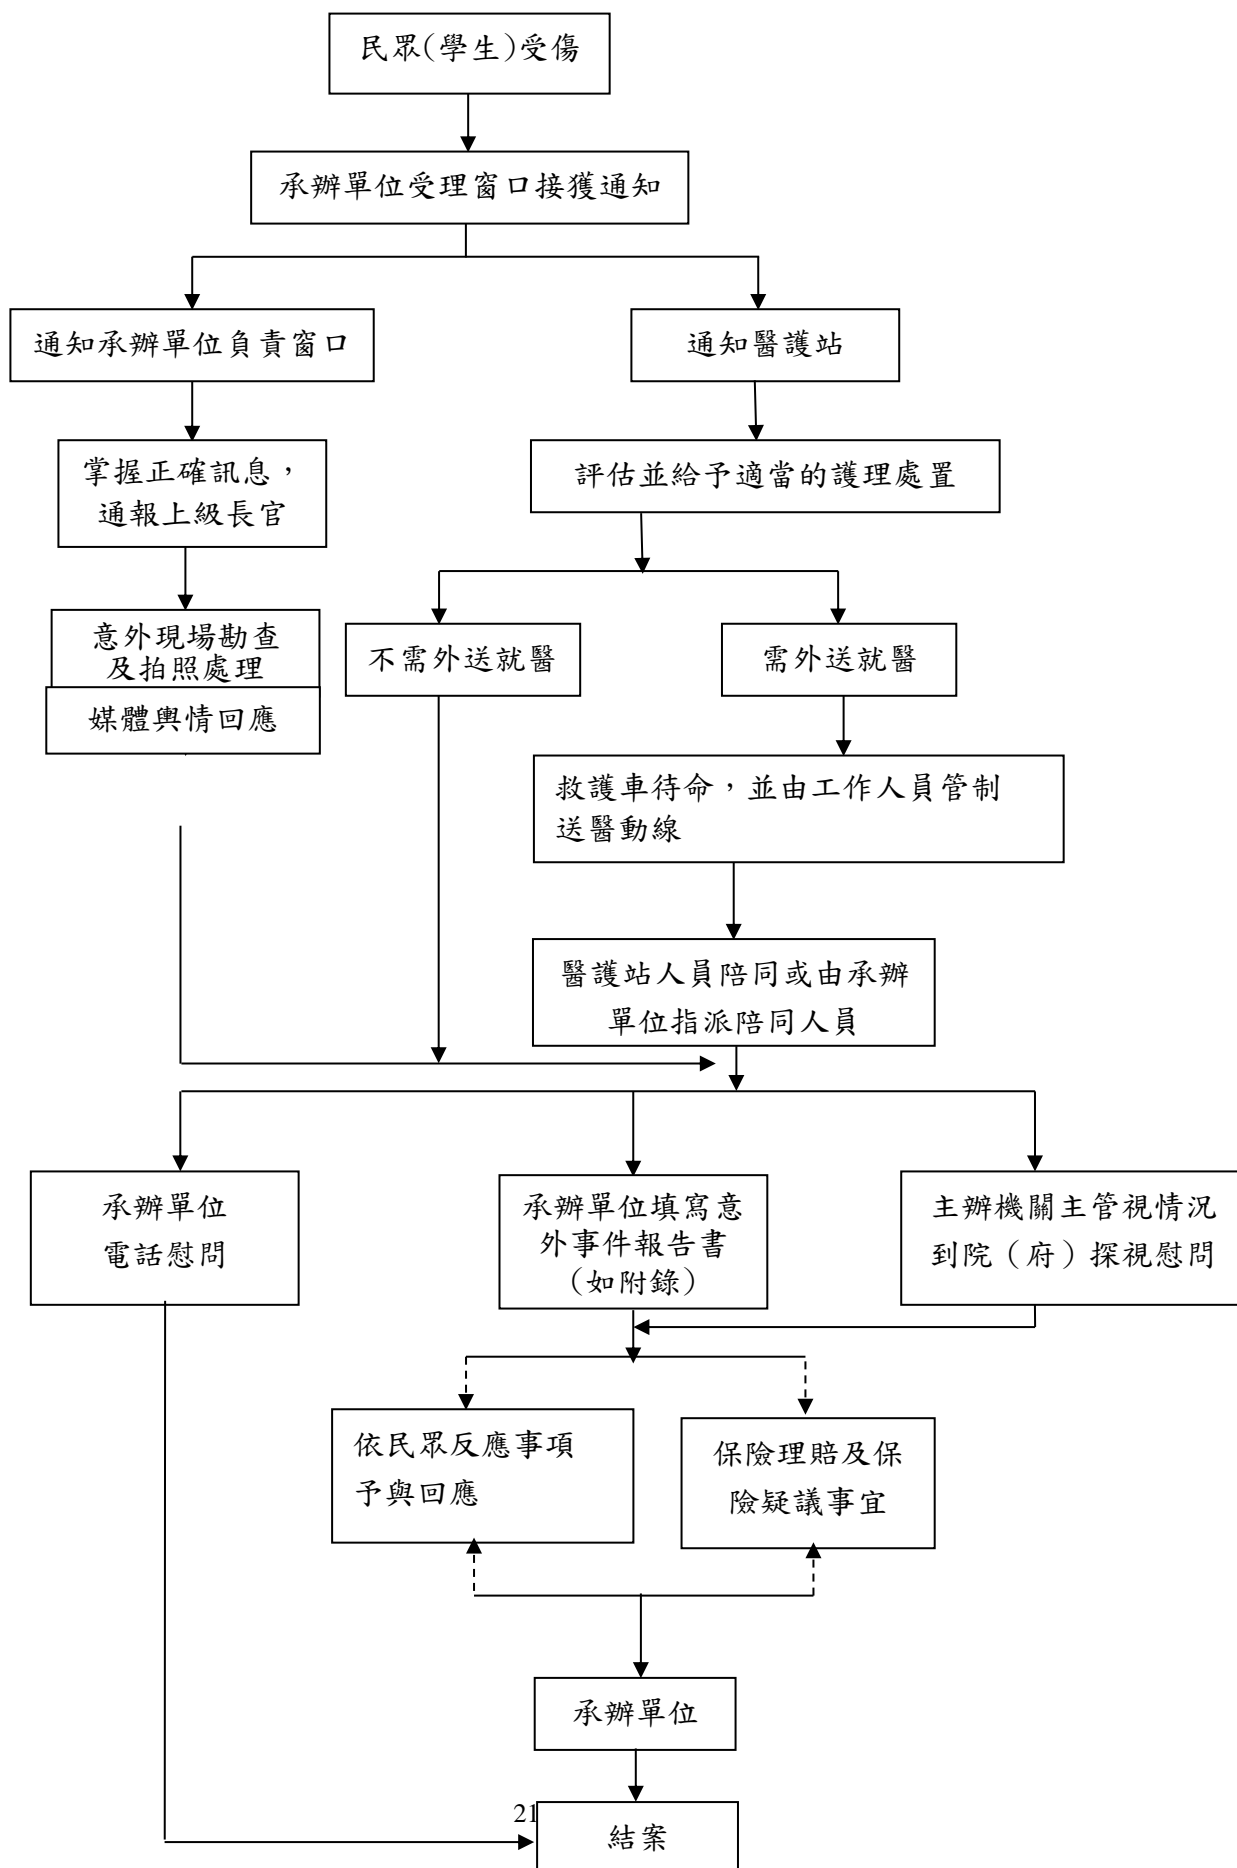 民眾(學生)受傷
承辦單位受理窗口接獲通知
通知承辦單位負責窗口
通知醫護站
掌握正確訊息，
通報上級長官
評估並給予適當的護理處置
意外現場勘查
及拍照處理
媒體輿情回應
不需外送就醫
需外送就醫
救護車待命，並由工作人員管制
送醫動線
醫護站人員陪同或由承辦
單位指派陪同人員
承辦單位
電話慰問
承辦單位填寫意
外事件報告書
（如附錄）
主辦機關主管視情況
到院（府）探視慰問
依民眾反應事項
予與回應
保險理賠及保
險疑議事宜
承辦單位
21
結案